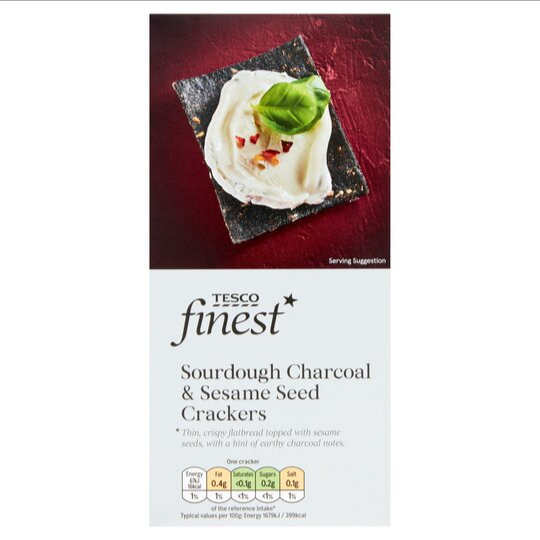 Serving Suggestion
TESCO
finest*
Sourdough Charcoal
& Sesame Seed
Crackers
* Thin, crispy flatbread topped with sesame
seeds, with a hint of earthy charcoal notes.
One cracker
Energy Fat Saturates Sugars Salt
67kJ
16kcal 0.4g <0.1g 0.2g 0.1g
1% 1% <1% <1% 1%
of the reference intake*
Typical values per 100g: Energy 1679kJ / 399kcal